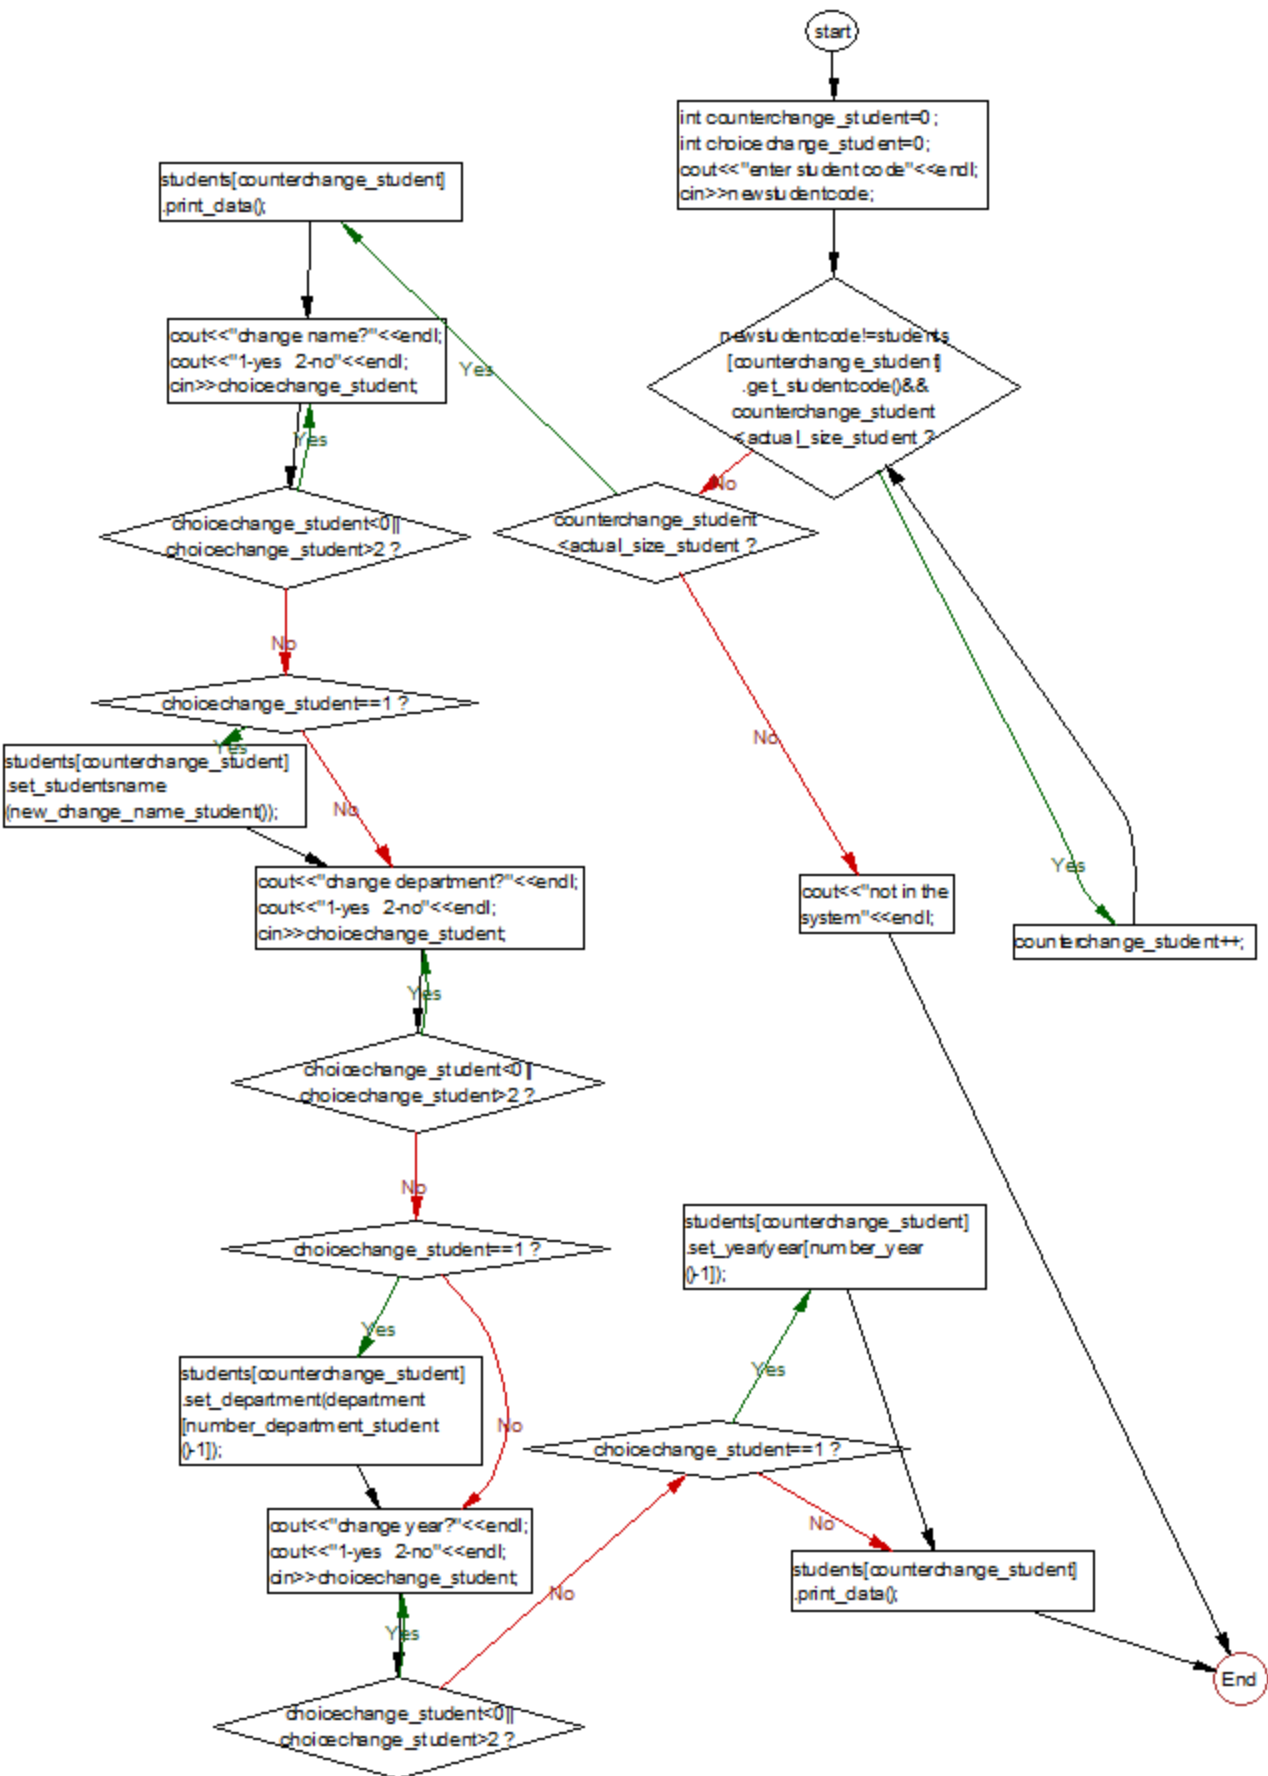 start
int counterchange_student=0;
int choicechange_student=0;
cout<<"enter student code"<<endl;
cin>>newstudentcode;
newstudentcode!=students
[counterchange_student]
.get_studentcode()&&
counterchange_student
<actual_size_student ?
No
Yes
counterchange_student++;
counterchange_student
<actual_size_student ?
Yes
No
cout<<"not in the
system"<<endl;
students[counterchange_student]
.print_data();
cout<<"change name?"<<endl;
cout<<"1-yes  2-no"<<endl;
cin>>choicechange_student;
Yes
choicechange_student<0||
choicechange_student>2 ?
No
choicechange_student==1 ?
Yes
No
students[counterchange_student]
.set_studentsname
(new_change_name_student());
cout<<"change department?"<<endl;
cout<<"1-yes  2-no"<<endl;
cin>>choicechange_student;
Yes
choicechange_student<0||
choicechange_student>2 ?
No
choicechange_student==1 ?
Yes
No
students[counterchange_student]
.set_department(department
[number_department_student
()-1]);
cout<<"change year?"<<endl;
cout<<"1-yes  2-no"<<endl;
cin>>choicechange_student;
Yes
choicechange_student<0||
choicechange_student>2 ?
No
choicechange_student==1 ?
Yes
No
students[counterchange_student]
.set_year(year[number_year
()-1]);
students[counterchange_student]
.print_data();
End